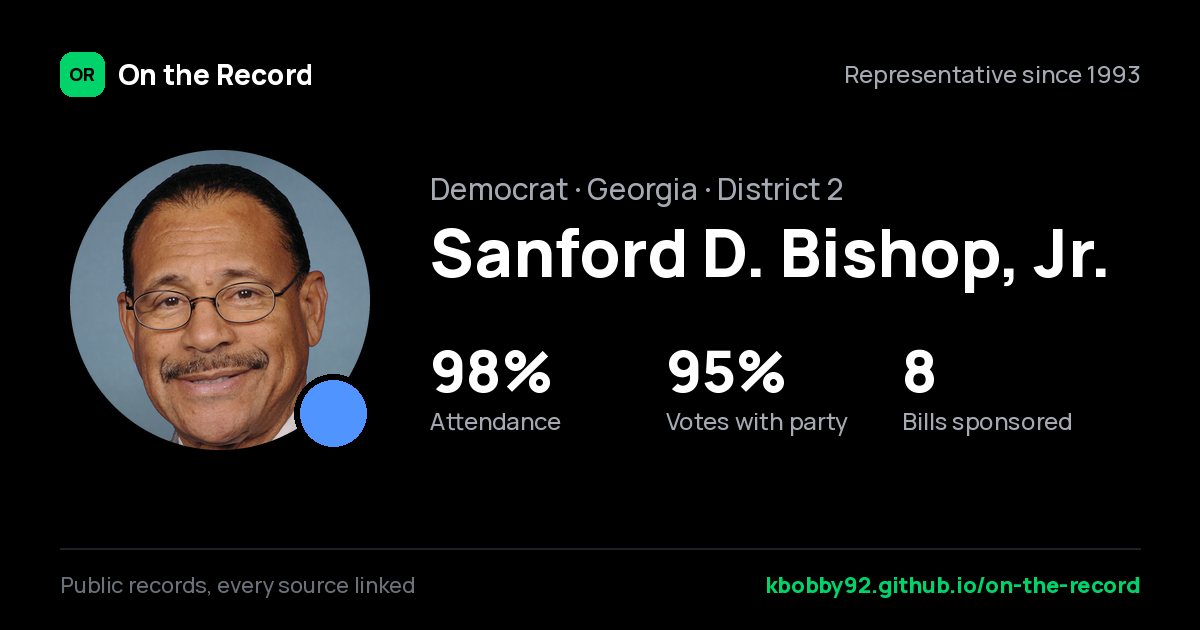 OR On the Record
Representative since 1993
Democrat · Georgia · District 2
Sanford D. Bishop, Jr.
98% 95% 8
Attendance Votes with party Bills sponsored
Public records, every source linked
kbobby92.github.io/on-the-record